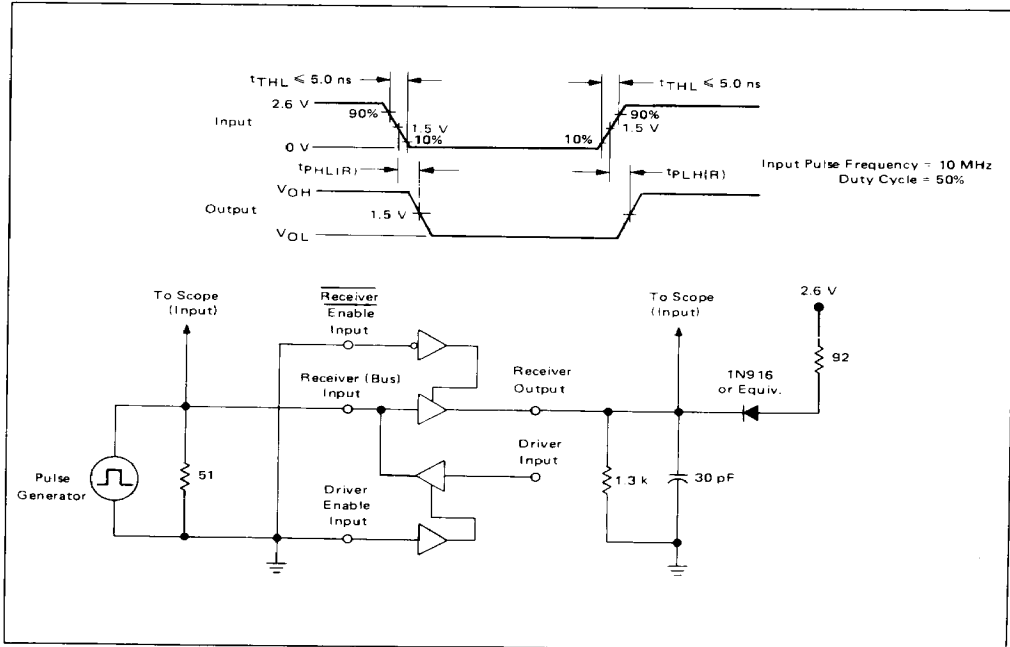 tTHL ≤ 5.0 ns
tTHL ≤ 5.0 ns
2.6 V
90%
90%
Input
1.5 V
1.5 V
10%
10%
0 V
tPHL(R)
tPLH(R)
Input Pulse Frequency = 10 MHz
Duty Cycle = 50%
VOH
Output
1.5 V
VOL
To Scope
(Input)
Receiver
Enable
Input
To Scope
(Input)
2.6 V
92
1N916
or Equiv.
Receiver (Bus)
Input
Receiver
Output
Driver
Input
Pulse
Generator
51
Driver
Enable
Input
1.3 k
30 pF